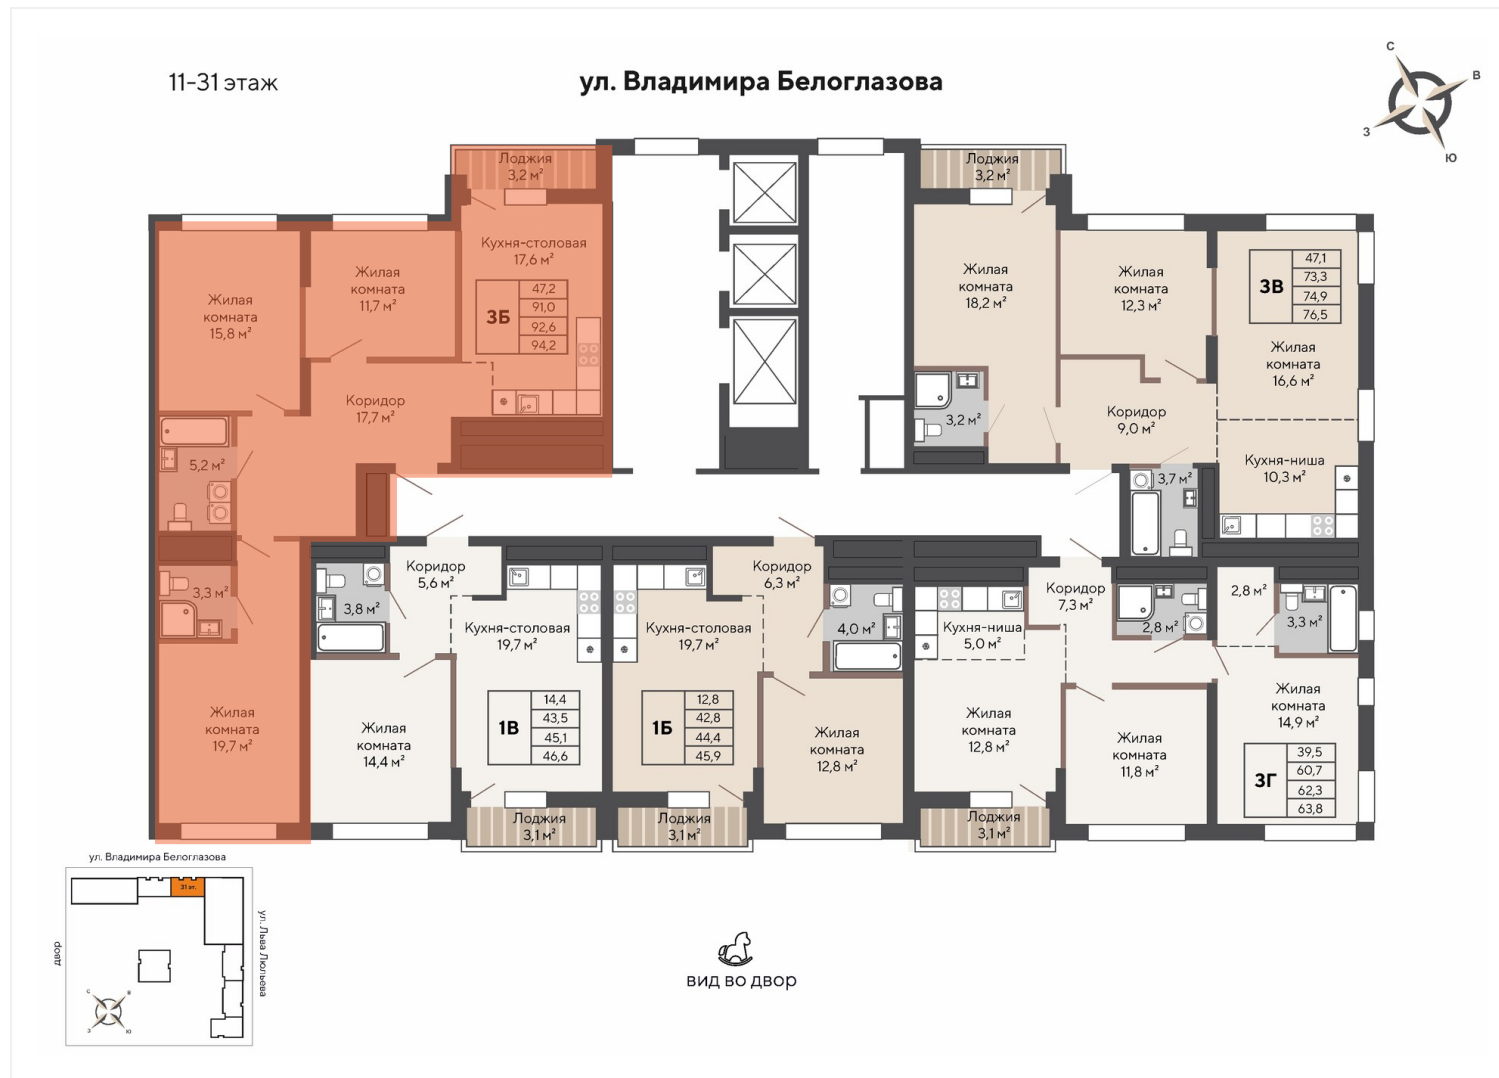 11-31 этаж
ул. Владимира Белоглазова
С
В
З
Ю
Лоджия
3,2 м²
Кухня-столовая
17,6 м²
3Б
47,2
91,0
92,6
94,2
Жилая
комната
11,7 м²
Жилая
комната
15,8 м²
Коридор
17,7 м²
5,2 м²
3,3 м²
Жилая
комната
19,7 м²
Лоджия
3,2 м²
Жилая
комната
18,2 м²
Жилая
комната
12,3 м²
3В
47,1
73,3
74,9
76,5
Жилая
комната
16,6 м²
3,2 м²
Коридор
9,0 м²
Кухня-ниша
10,3 м²
3,7 м²
Коридор
5,6 м²
3,8 м²
Кухня-столовая
19,7 м²
1В
14,4
43,5
45,1
46,6
Жилая
комната
14,4 м²
Лоджия
3,1 м²
Коридор
6,3 м²
4,0 м²
Кухня-столовая
19,7 м²
1Б
12,8
42,8
44,4
45,9
Жилая
комната
12,8 м²
Лоджия
3,1 м²
Коридор
7,3 м²
Кухня-ниша
5,0 м²
2,8 м²
2,8 м²
3,3 м²
Жилая
комната
12,8 м²
Жилая
комната
11,8 м²
Жилая
комната
14,9 м²
3Г
39,5
60,7
62,3
63,8
Лоджия
3,1 м²
ул. Владимира Белоглазова
31 эт.
двор
ул. Льва Люльева
С
В
З
Ю
вид во двор